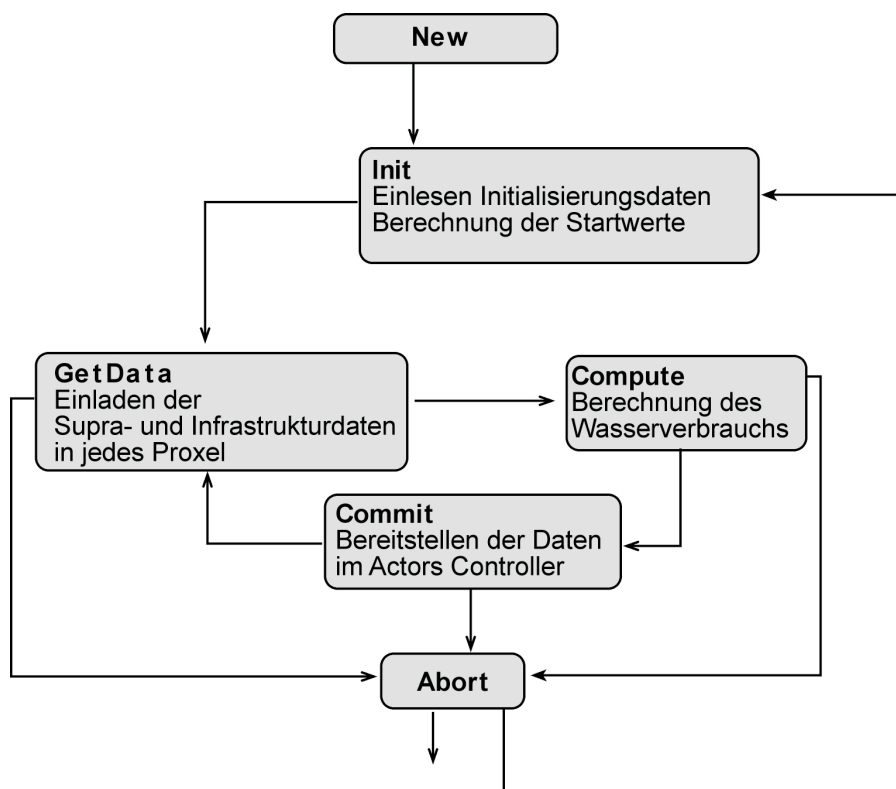 New
Init
Einlesen Initialisierungsdaten
Berechnung der Startwerte
GetData
Einladen der
Supra- und Infrastrukturdaten
in jedes Proxel
Compute
Berechnung des
Wasserverbrauchs
Commit
Bereitstellen der Daten
im Actors Controller
Abort